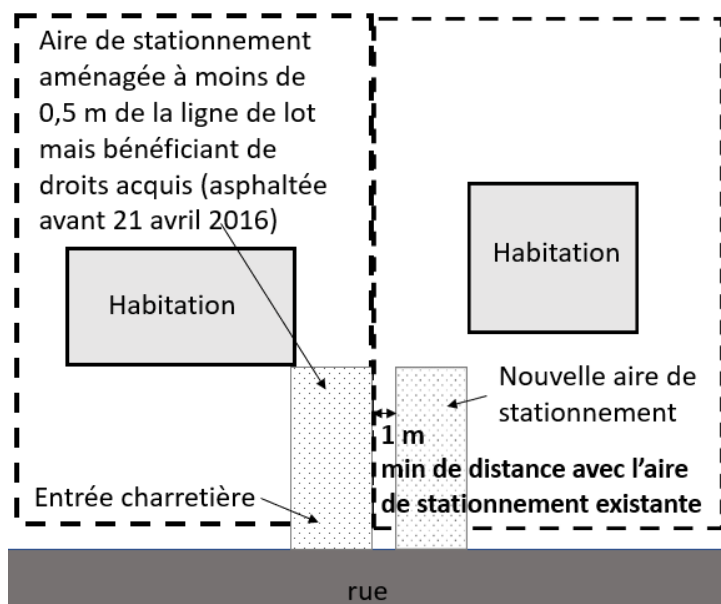 Aire de stationnement
aménagée à moins de
0,5 m de la ligne de lot
mais bénéficiant de
droits acquis (asphaltée
avant 21 avril 2016)
Habitation
Habitation
Nouvelle aire de
stationnement
1 m
min de distance avec l'aire
de stationnement existante
Entrée charretière
rue